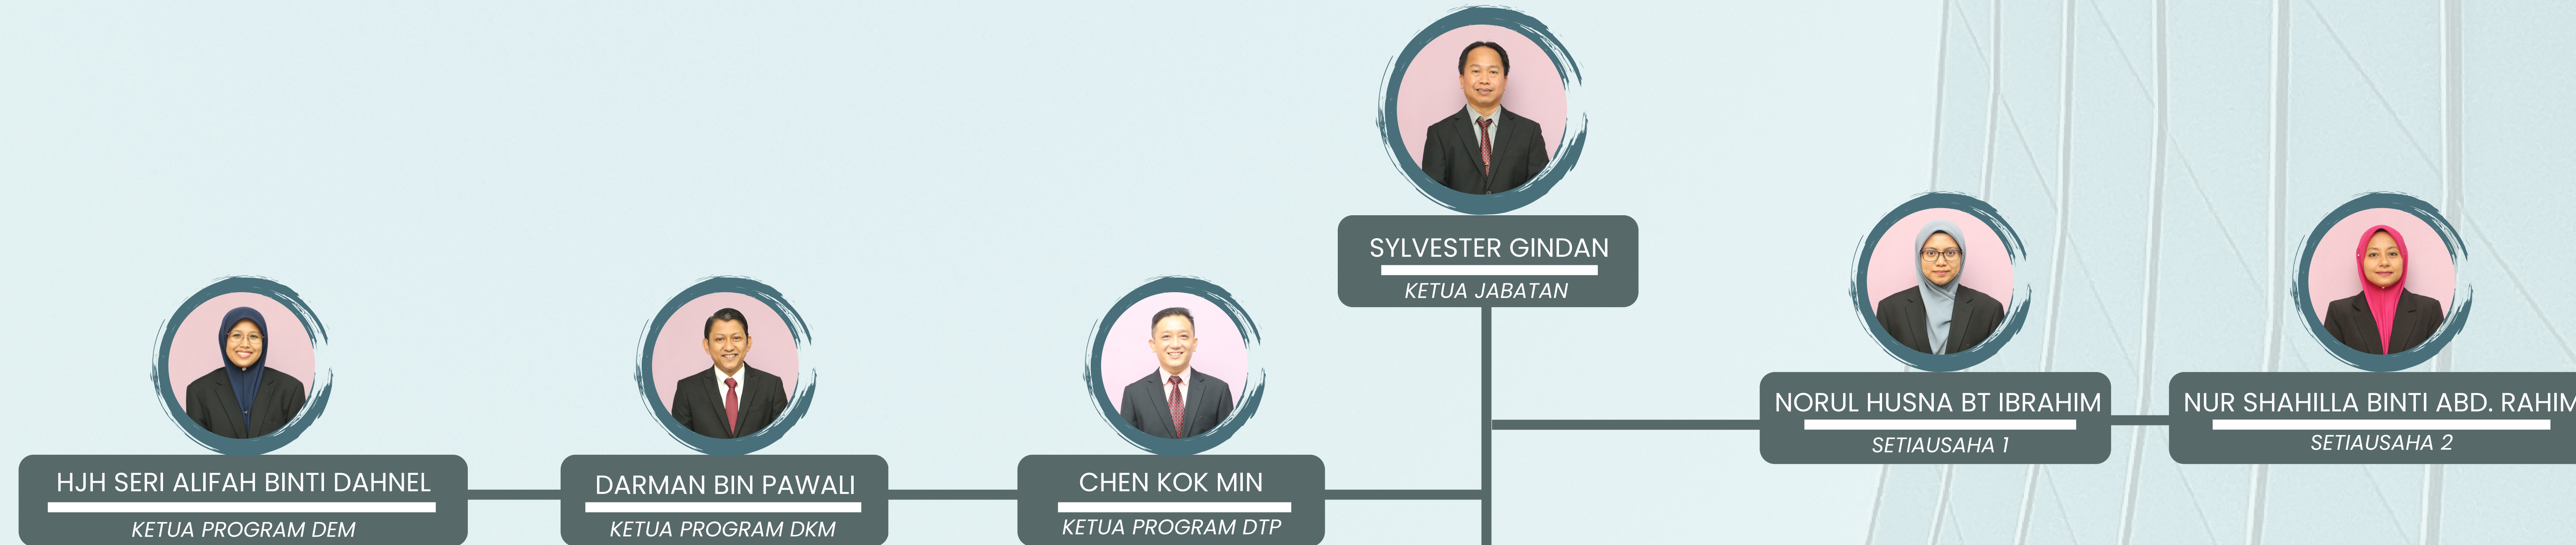 SYLVESTER GINDAN
KETUA JABATAN
NORUL HUSNA BT IBRAHIM
SETIAUSAHA 1
NUR SHAHILLA BINTI ABD. RAHIM
SETIAUSAHA 2
HJH SERI ALIFAH BINTI DAHNEL
KETUA PROGRAM DEM
DARMAN BIN PAWALI
KETUA PROGRAM DKM
CHEN KOK MIN
KETUA PROGRAM DTP